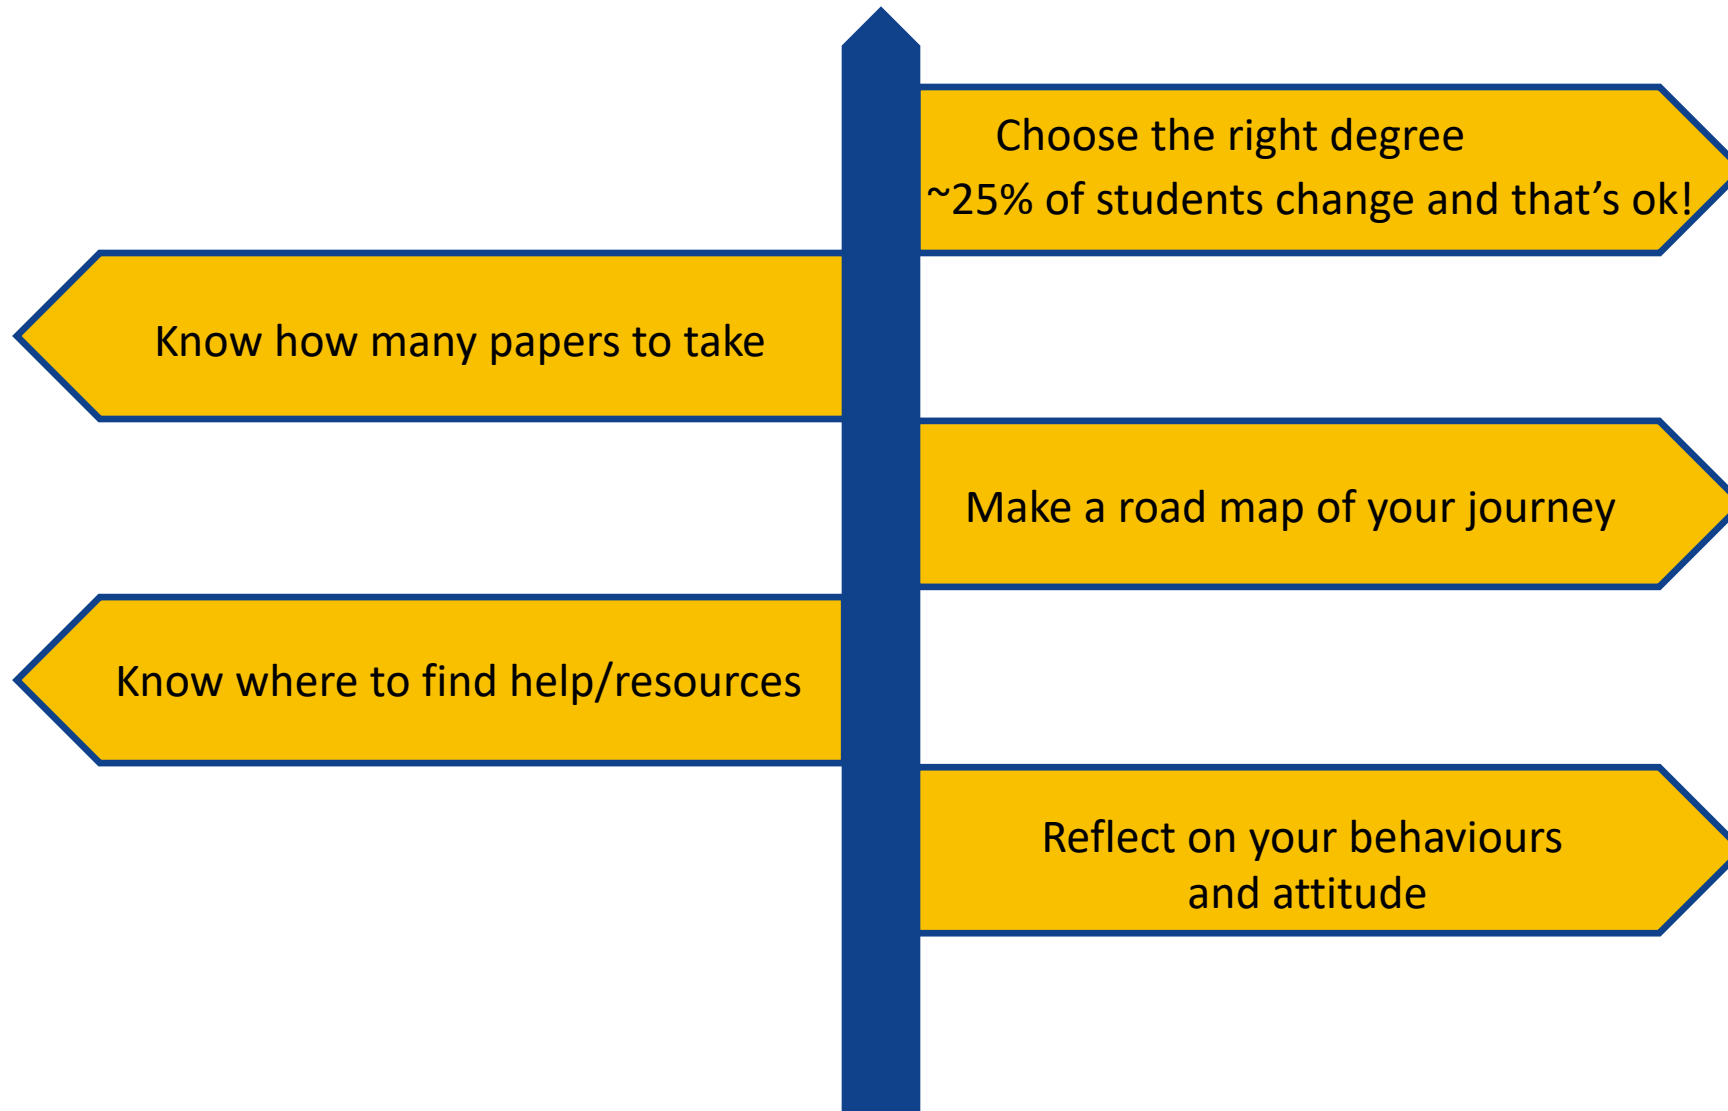 Choose the right degree
~25% of students change and that’s ok!
Know how many papers to take
Make a road map of your journey
Know where to find help/resources
Reflect on your behaviours
and attitude